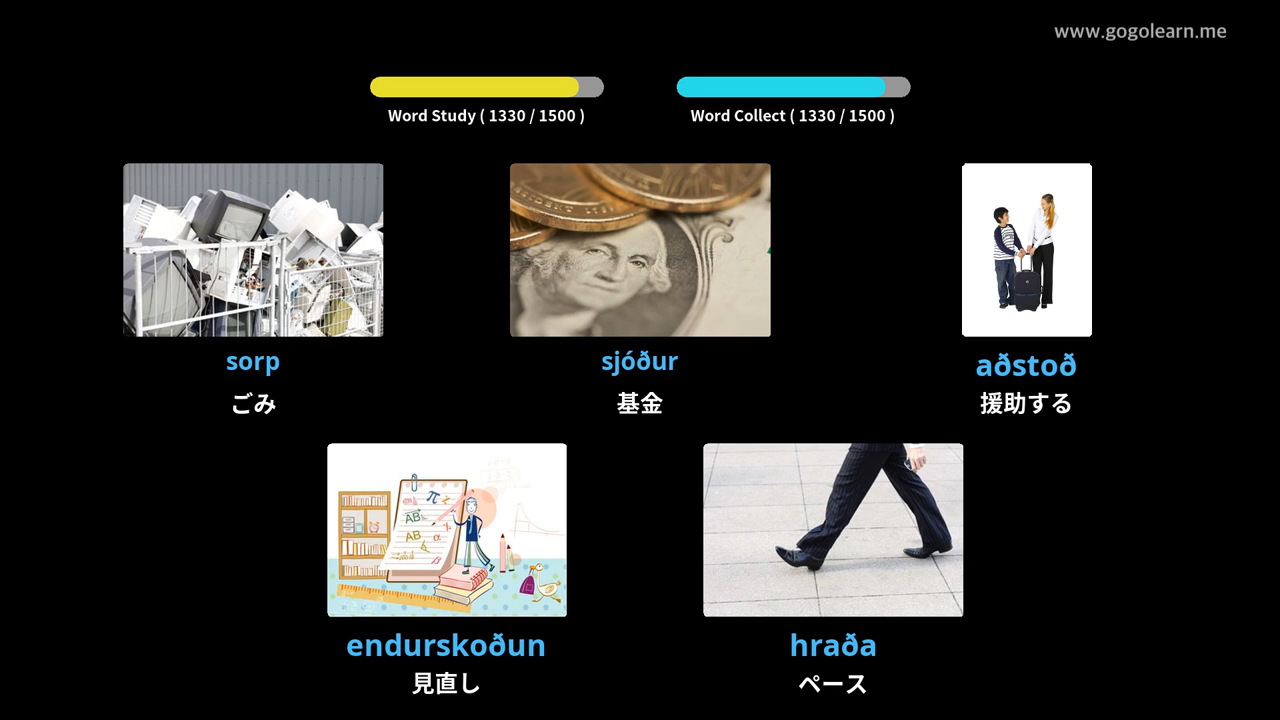 www.gogolearn.me
Word Study ( 1330 / 1500 )
Word Collect ( 1330 / 1500 )
sorp
ごみ
sjóður
基金
aðstoð
援助する
endurskoðun
見直し
hraða
ペース